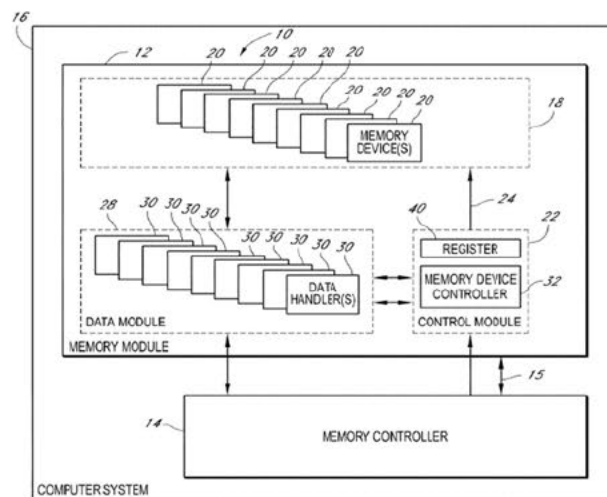 16
12
10
20
20
20
20
20
20
20
20
20
MEMORY
DEVICE(S)
18
24
28
30
30
30
30
30
30
30
30
30
40
22
REGISTER
MEMORY DEVICE
CONTROLLER
32
DATA
HANDLER(S)
DATA MODULE
CONTROL MODULE
MEMORY MODULE
15
14
MEMORY CONTROLLER
COMPUTER SYSTEM